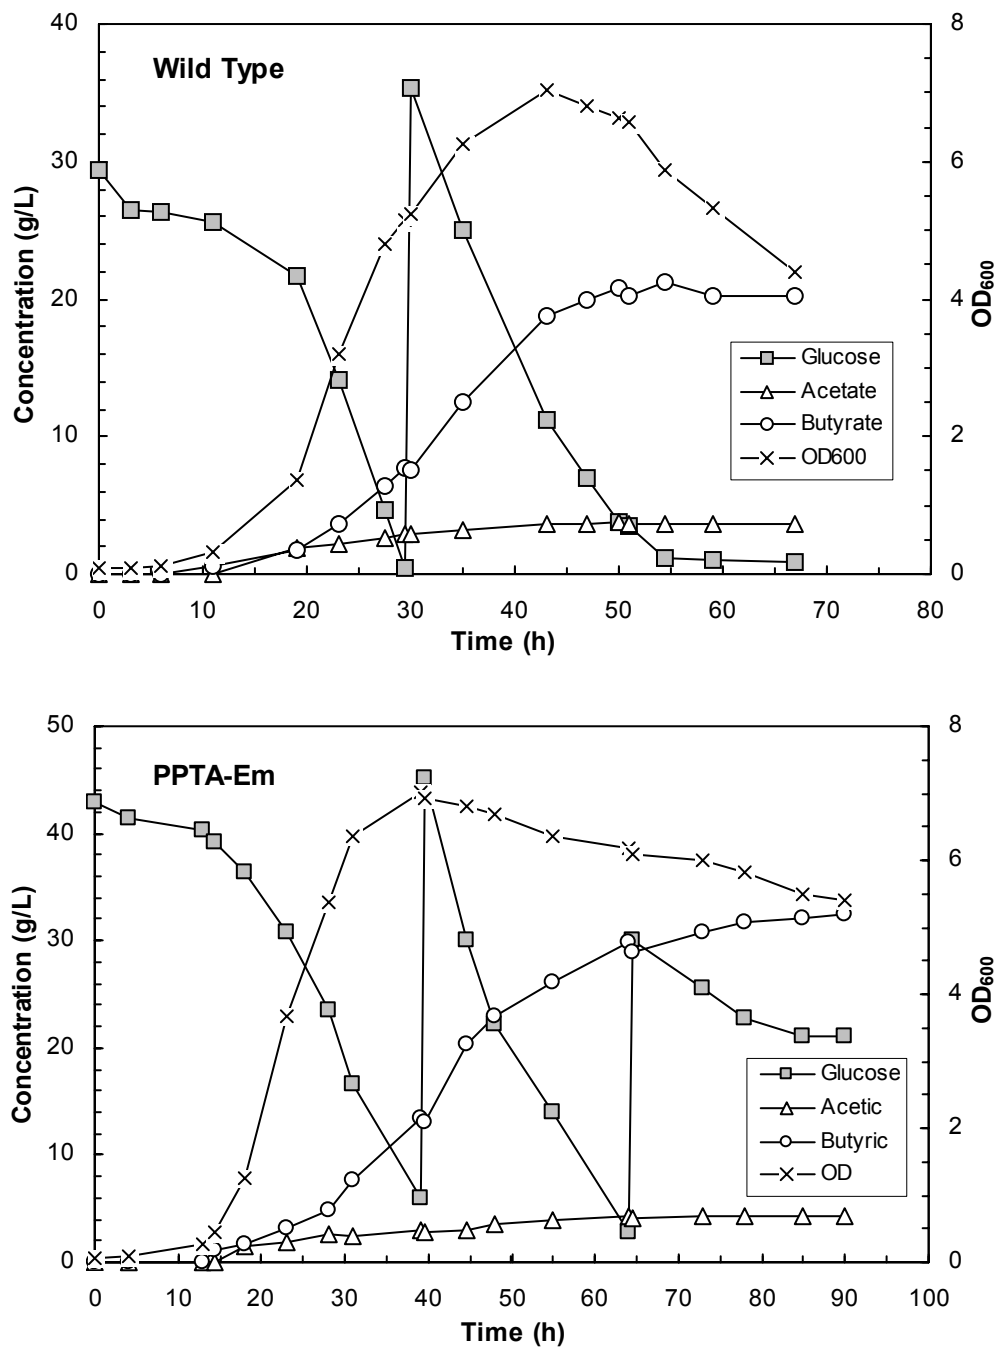 Wild Type
40
30
20
10
0
Concentration (g/L)
8
6
4
2
0
OD600
Glucose
Acetate
Butyrate
OD600
0 10 20 30 40 50 60 70 80
Time (h)
PPTA-Em
50
40
30
20
10
0
Concentration (g/L)
8
6
4
2
0
OD600
Glucose
Acetic
Butyric
OD
0 10 20 30 40 50 60 70 80 90 100
Time (h)